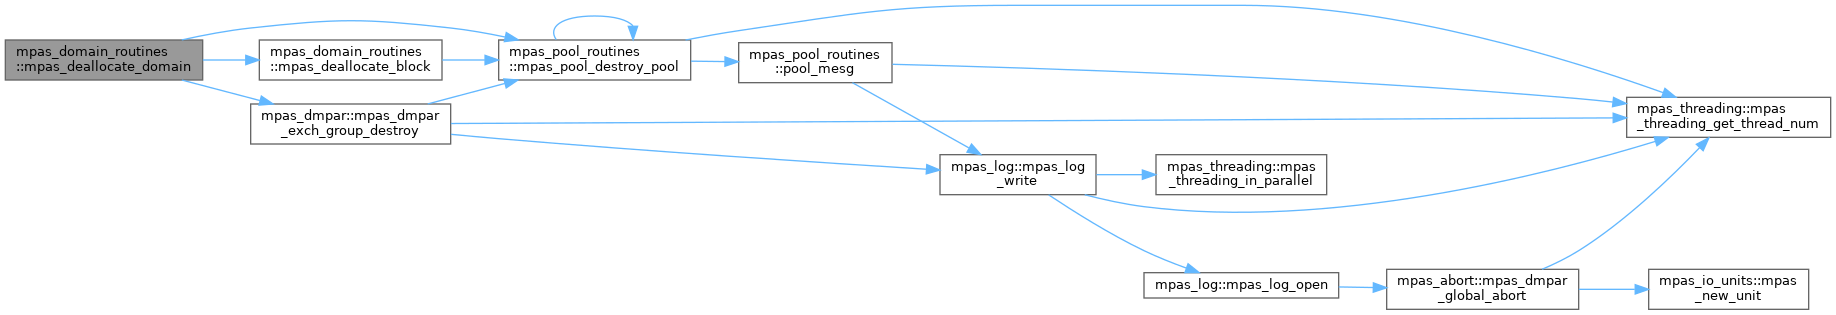 mpas_domain_routines
::mpas_deallocate_domain
mpas_domain_routines
::mpas_deallocate_block
mpas_dmpar::mpas_dmpar
_exch_group_destroy
mpas_pool_routines
::mpas_pool_destroy_pool
mpas_pool_routines
::pool_mesg
mpas_log::mpas_log
_write
mpas_threading::mpas
_threading_in_parallel
mpas_log::mpas_log_open
mpas_abort::mpas_dmpar
_global_abort
mpas_threading::mpas
_threading_get_thread_num
mpas_io_units::mpas
_new_unit